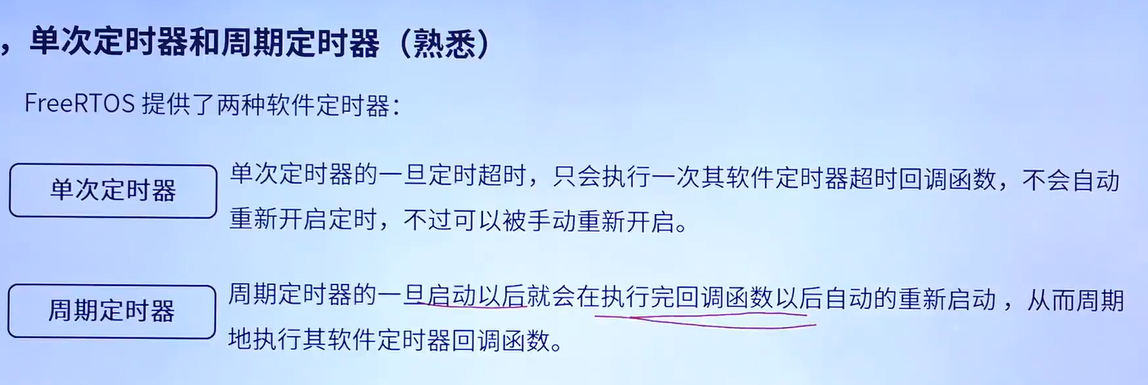 ，单次定时器和周期定时器（熟悉）
FreeRTOS 提供了两种软件定时器：
单次定时器
单次定时器的一旦定时超时，只会执行一次其软件定时器超时回调函数，不会自动
重新开启定时，不过可以被手动重新开启。
周期定时器
周期定时器的一旦启动以后就会在执行完回调函数以后自动的重新启动 ，从而周期
地执行其软件定时器回调函数。